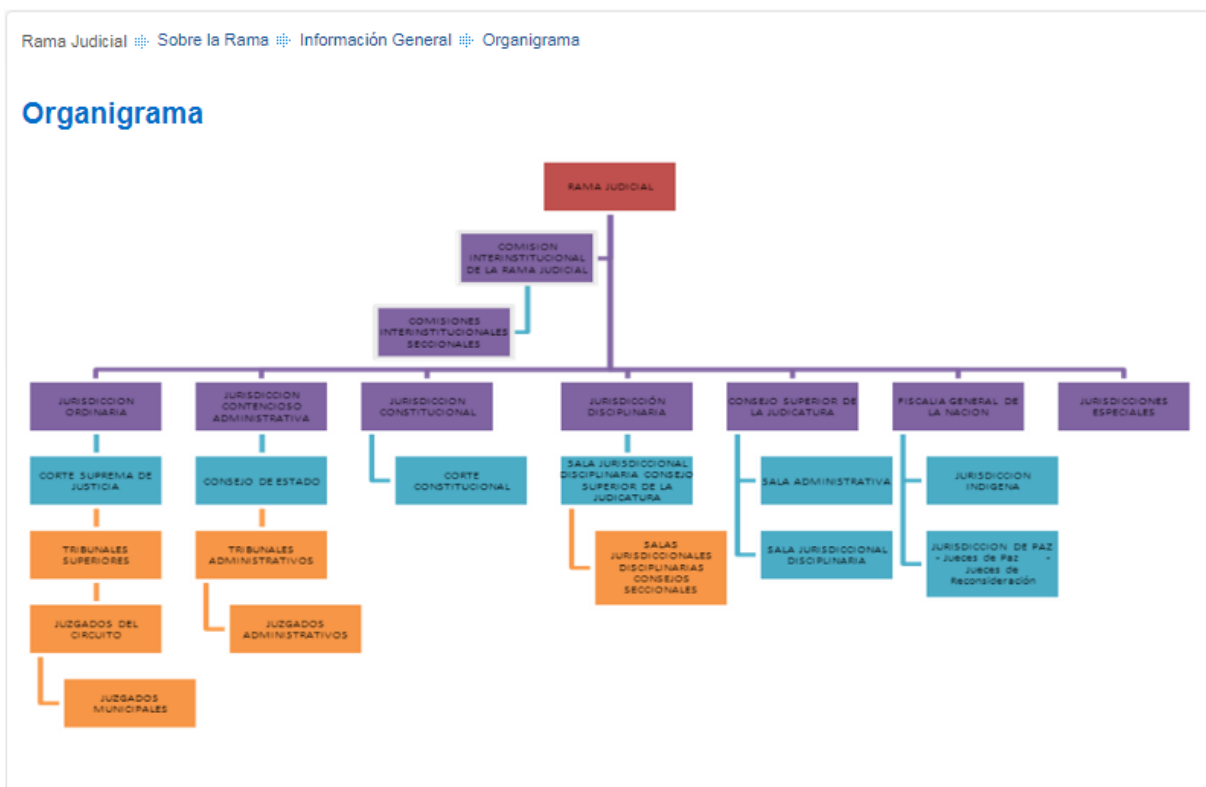 Rama Judicial Sobre la Rama Información General Organigrama
Organigrama
RAMA JUDICIAL
COMISION
INTERINSTITUCIONAL
DE LA RAMA JUDICIAL
COMISIONES
INTERINSTITUCIONALES
SECCIONALES
JURISDICCION
ORDINARIA
JURISDICCION
CONTENCIOSO
ADMINISTRATIVA
JURISDICCION
CONSTITUCIONAL
JURISDICCIÓN
DISCIPLINARIA
CONSEJO SUPERIOR DE
LA JUDICATURA
FISCALIA GENERAL DE
LA NACIÓN
JURISDICCIONES
ESPECIALES
CORTE SUPREMA DE
JUSTICIA
CONSEJO DE ESTADO
CORTE
CONSTITUCIONAL
SALA JURISDICCIONAL
DISCIPLINARIA CONSEJO
SUPERIOR DE LA
JUDICATURA
SALA ADMINISTRATIVA
JURISDICCION
INDIGENA
TRIBUNALES
SUPERIORES
TRIBUNALES
ADMINISTRATIVOS
SALAS
JURISDICCIONALES
DISCIPLINARIAS
CONSEJOS
SECCIONALES
SALA JURISDICCIONAL
DISCIPLINARIA
JURISDICCION DE PAZ
- Jueces de Paz -
Jueces de
Reconsideración
JUZGADOS DEL
CIRCUITO
JUZGADOS
ADMINISTRATIVOS
JUZGADOS
MUNICIPALES